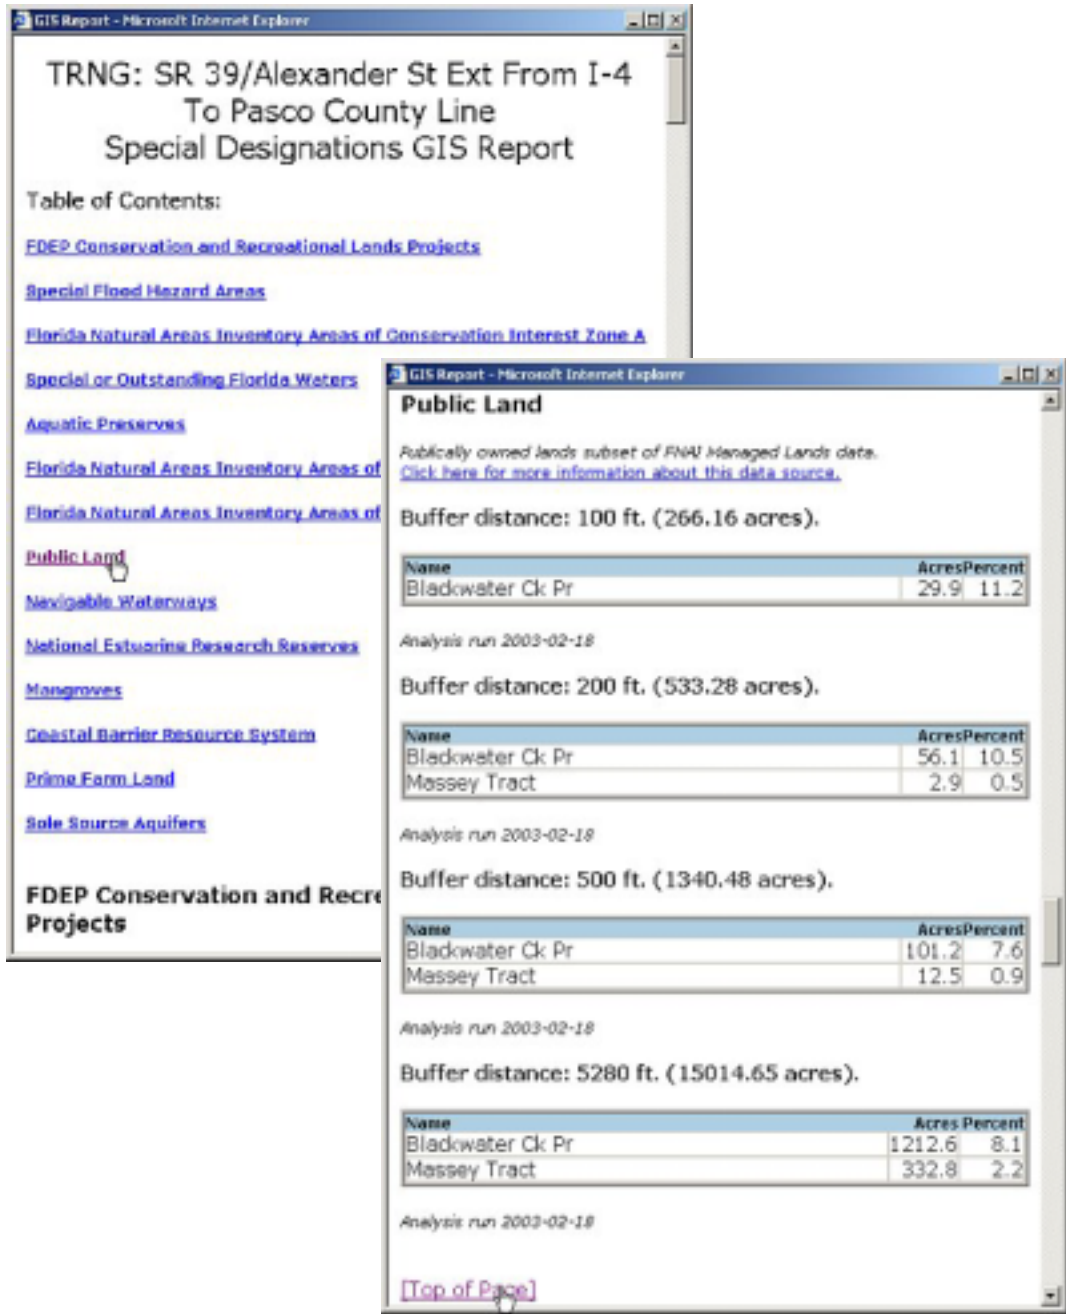 GIS Report - Microsoft Internet Explorer
TRNG: SR 39/Alexander St Ext From I-4
To Pasco County Line
Special Designations GIS Report
Table of Contents:
FDEP Conservation and Recreational Lands Projects
Special Flood Hazard Areas
Florida Natural Areas Inventory Areas of Conservation Interest Zone A
Special or Outstanding Florida Waters
Aquatic Preserves
Florida Natural Areas Inventory Areas of
Florida Natural Areas Inventory Areas of
Public Land
Navigable Waterways
National Estuarine Research Reserves
Mangroves
Coastal Barrier Resource System
Prime Farm Land
Sole Source Aquifers
FDEP Conservation and Recre
Projects
GIS Report - Microsoft Internet Explorer
Public Land
Publically owned lands subset of FNAI Managed Lands data.
Click here for more information about this data source.
Buffer distance: 100 ft. (266.16 acres).
Name Acres Percent
Blackwater Ck Pr 29.9 11.2
Analysis run 2003-02-18
Buffer distance: 200 ft. (533.28 acres).
Name Acres Percent
Blackwater Ck Pr 56.1 10.5
Massey Tract 2.9 0.5
Analysis run 2003-02-18
Buffer distance: 500 ft. (1340.48 acres).
Name Acres Percent
Blackwater Ck Pr 101.2 7.6
Massey Tract 12.5 0.9
Analysis run 2003-02-18
Buffer distance: 5280 ft. (15014.65 acres).
Name Acres Percent
Blackwater Ck Pr 1212.6 8.1
Massey Tract 332.8 2.2
Analysis run 2003-02-18
[Top of Page]